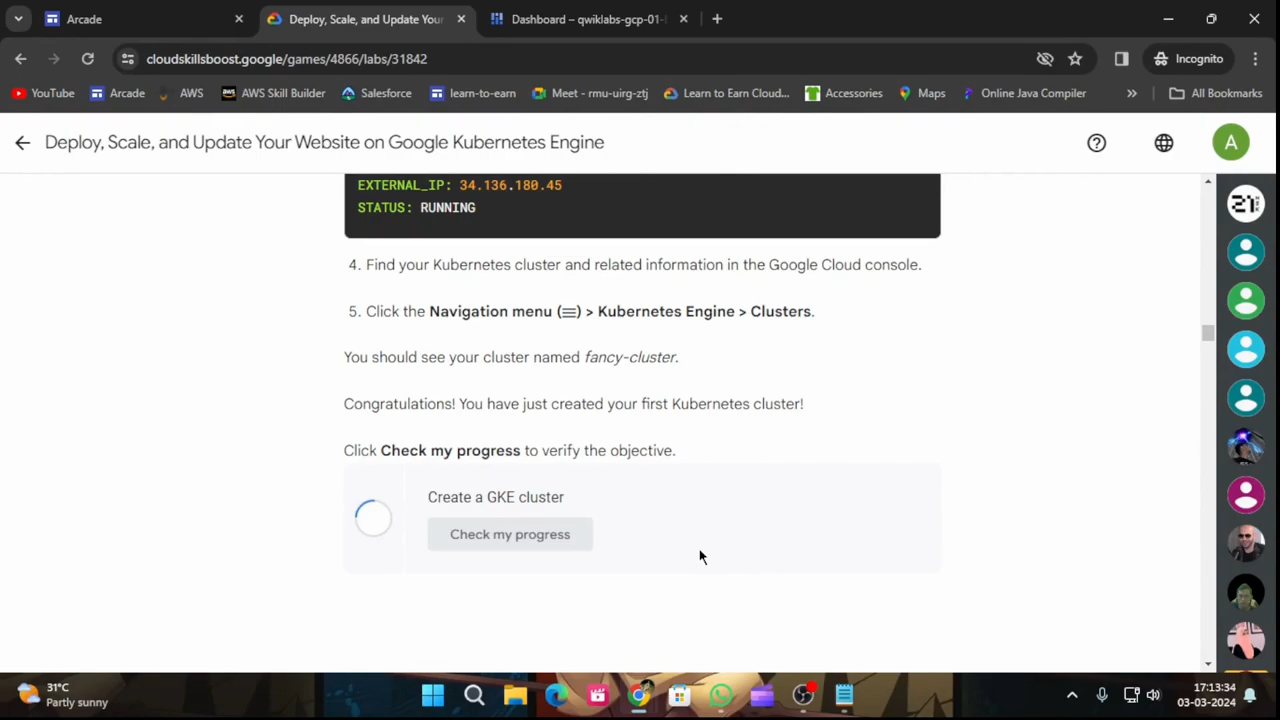 Arcade
Deploy, Scale, and Update Your
Dashboard – qwiklabs-gcp-01-
cloudskillsboost.google/games/4866/labs/31842
Incognito
YouTube
Arcade
AWS
AWS Skill Builder
Salesforce
learn-to-earn
Meet - rmu-uirg-ztj
Learn to Earn Cloud...
Accessories
Maps
Online Java Compiler
»
All Bookmarks
Deploy, Scale, and Update Your Website on Google Kubernetes Engine
A
EXTERNAL_IP: 34.136.180.45
STATUS: RUNNING
4. Find your Kubernetes cluster and related information in the Google Cloud console.
5. Click the Navigation menu (≡) > Kubernetes Engine > Clusters.
You should see your cluster named fancy-cluster.
Congratulations! You have just created your first Kubernetes cluster!
Click Check my progress to verify the objective.
Create a GKE cluster
Check my progress
31°C
Partly sunny
17:13:34
03-03-2024